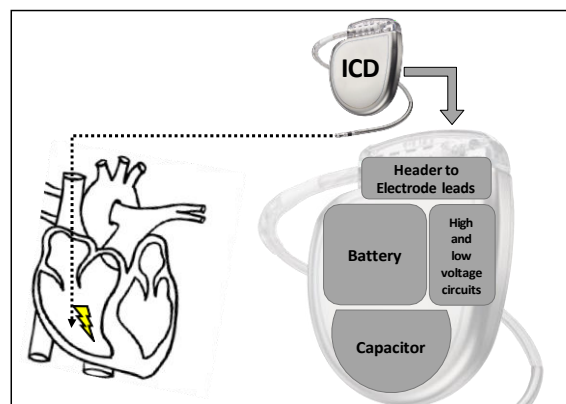 ICD
Header to
Electrode leads
Battery
High
and
low
voltage
circuits
Capacitor